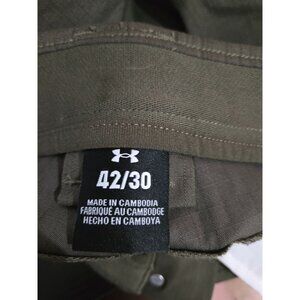 42/30
MADE IN CAMBODIA
FABRIQUÉ AU CAMBODGE
HECHO EN CAMBOYA